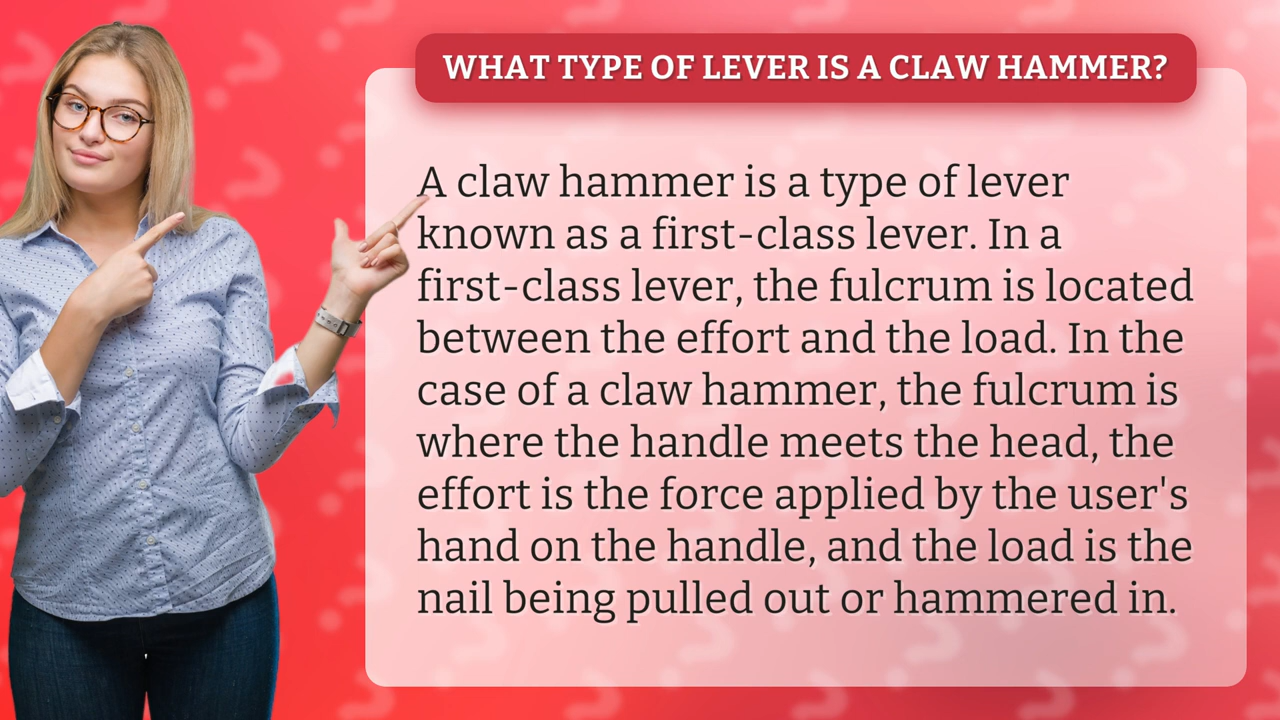 WHAT TYPE OF LEVER IS A CLAW HAMMER?
A claw hammer is a type of lever
known as a first-class lever. In a
first-class lever, the fulcrum is located
between the effort and the load. In the
case of a claw hammer, the fulcrum is
where the handle meets the head, the
effort is the force applied by the user's
hand on the handle, and the load is the
nail being pulled out or hammered in.